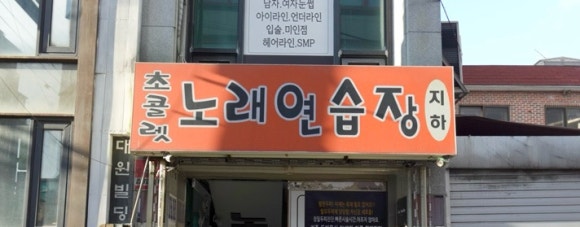 남자.여자눈썹
아이라인.언더라인
입술.미인점
헤어라인.SMP
초콜렛 노래연습장 지하
대원빌딩